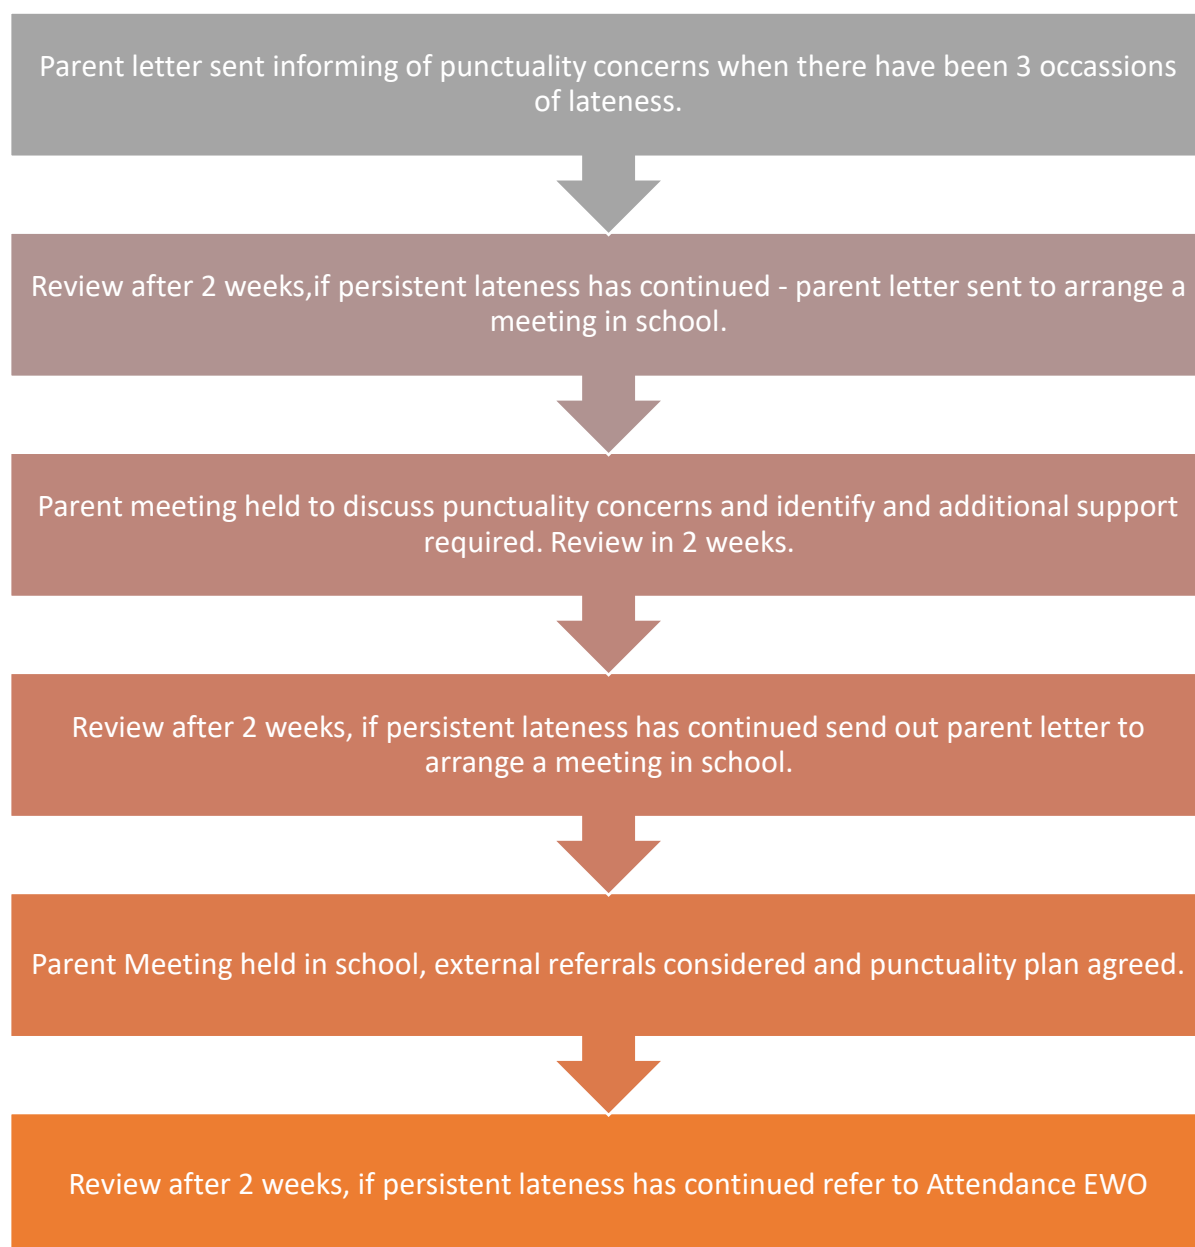 Parent letter sent informing of punctuality concerns when there have been 3 occassions
of lateness.
Review after 2 weeks,if persistent lateness has continued - parent letter sent to arrange a
meeting in school.
Parent meeting held to discuss punctuality concerns and identify and additional support
required. Review in 2 weeks.
Review after 2 weeks, if persistent lateness has continued send out parent letter to
arrange a meeting in school.
Parent Meeting held in school, external referrals considered and punctuality plan agreed.
Review after 2 weeks, if persistent lateness has continued refer to Attendance EWO